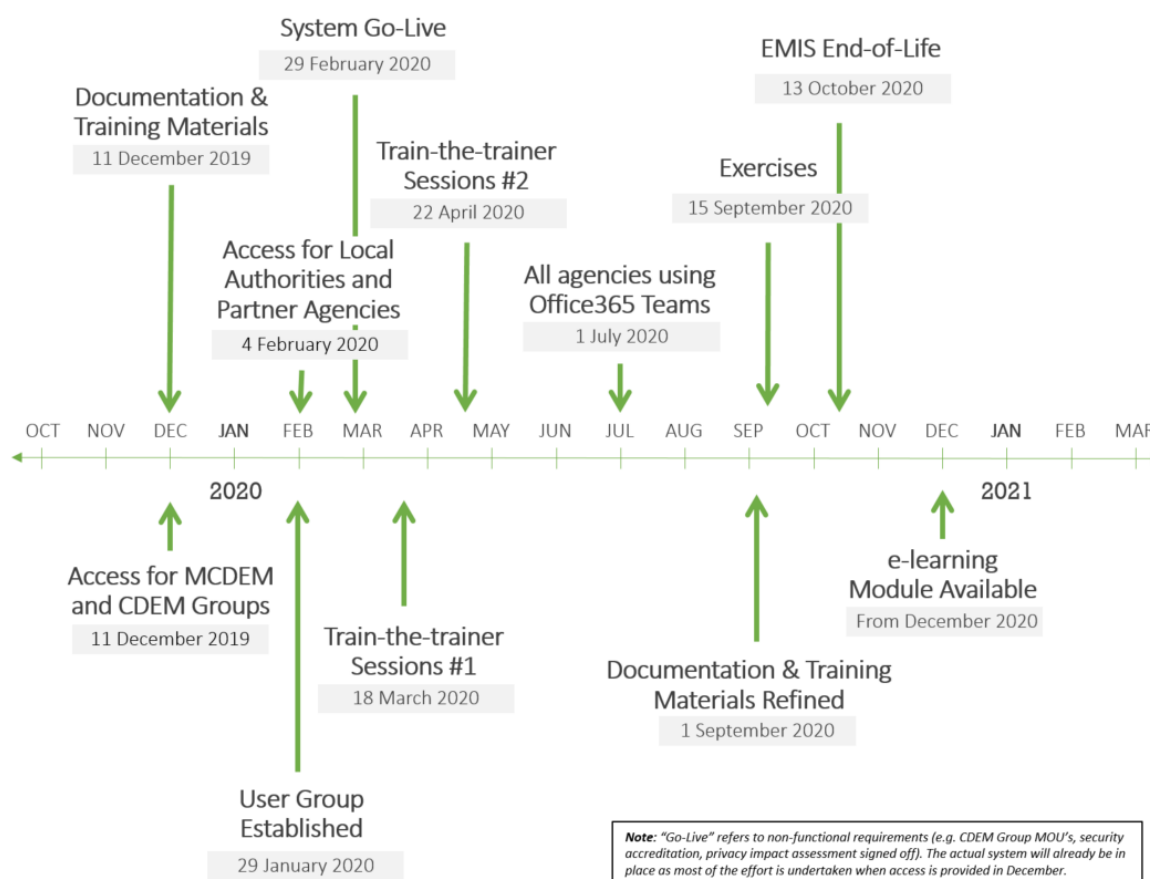 System Go-Live
29 February 2020
EMIS End-of-Life
13 October 2020
Documentation &
Training Materials
11 December 2019
Train-the-trainer
Sessions #2
22 April 2020
Exercises
15 September 2020
Access for Local
Authorities and
Partner Agencies
4 February 2020
All agencies using
Office365 Teams
1 July 2020
OCT NOV DEC JAN FEB MAR APR MAY JUN JUL AUG SEP OCT NOV DEC JAN FEB MAR
2020 2021
Access for MCDEM
and CDEM Groups
11 December 2019
Train-the-trainer
Sessions #1
18 March 2020
e-learning
Module Available
From December 2020
Documentation & Training
Materials Refined
1 September 2020
User Group
Established
29 January 2020
Note: “Go-Live” refers to non-functional requirements (e.g. CDEM Group MOU’s, security
accreditation, privacy impact assessment signed off). The actual system will already be in
place as most of the effort is undertaken when access is provided in December.